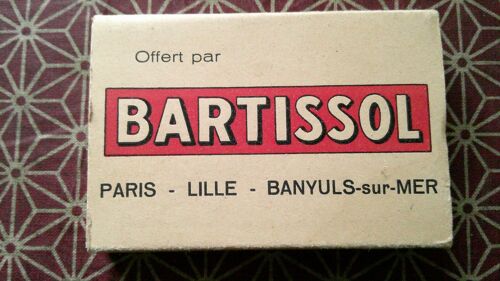 Offert par
BARTISSOL
PARIS - LILLE - BANYULS-sur-MER